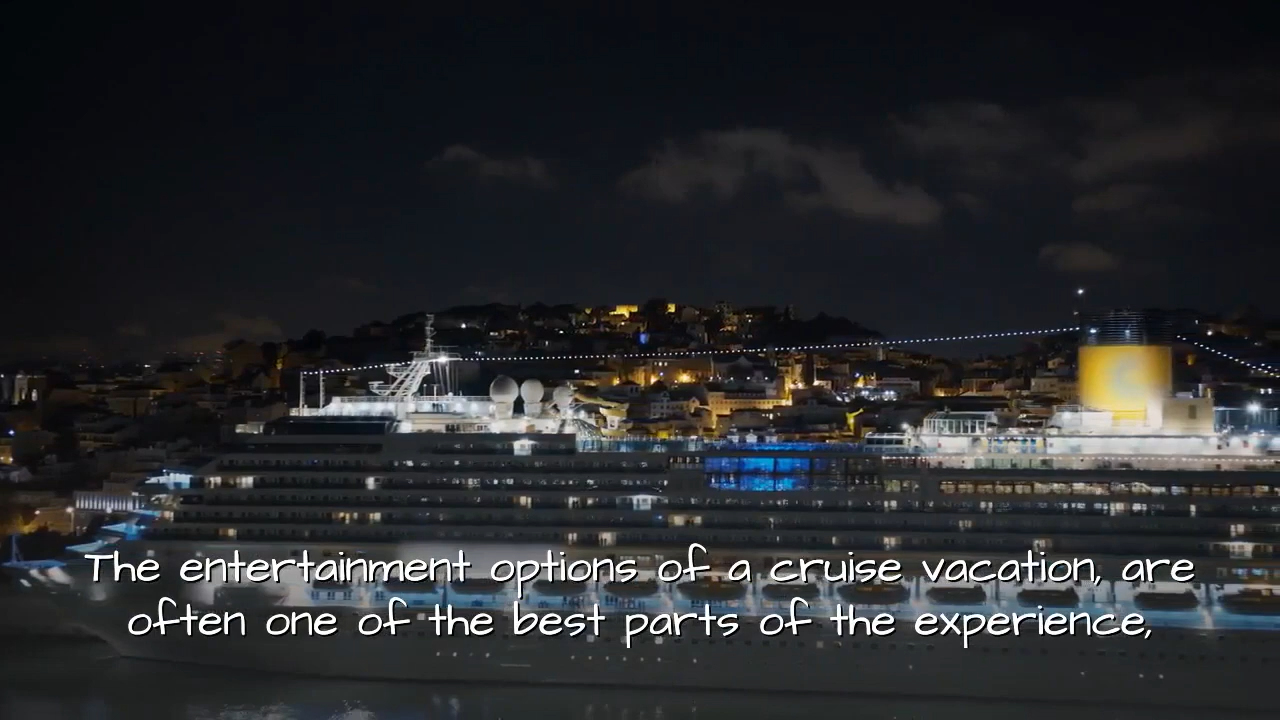 The entertainment options of a cruise vacation, are
often one of the best parts of the experience,